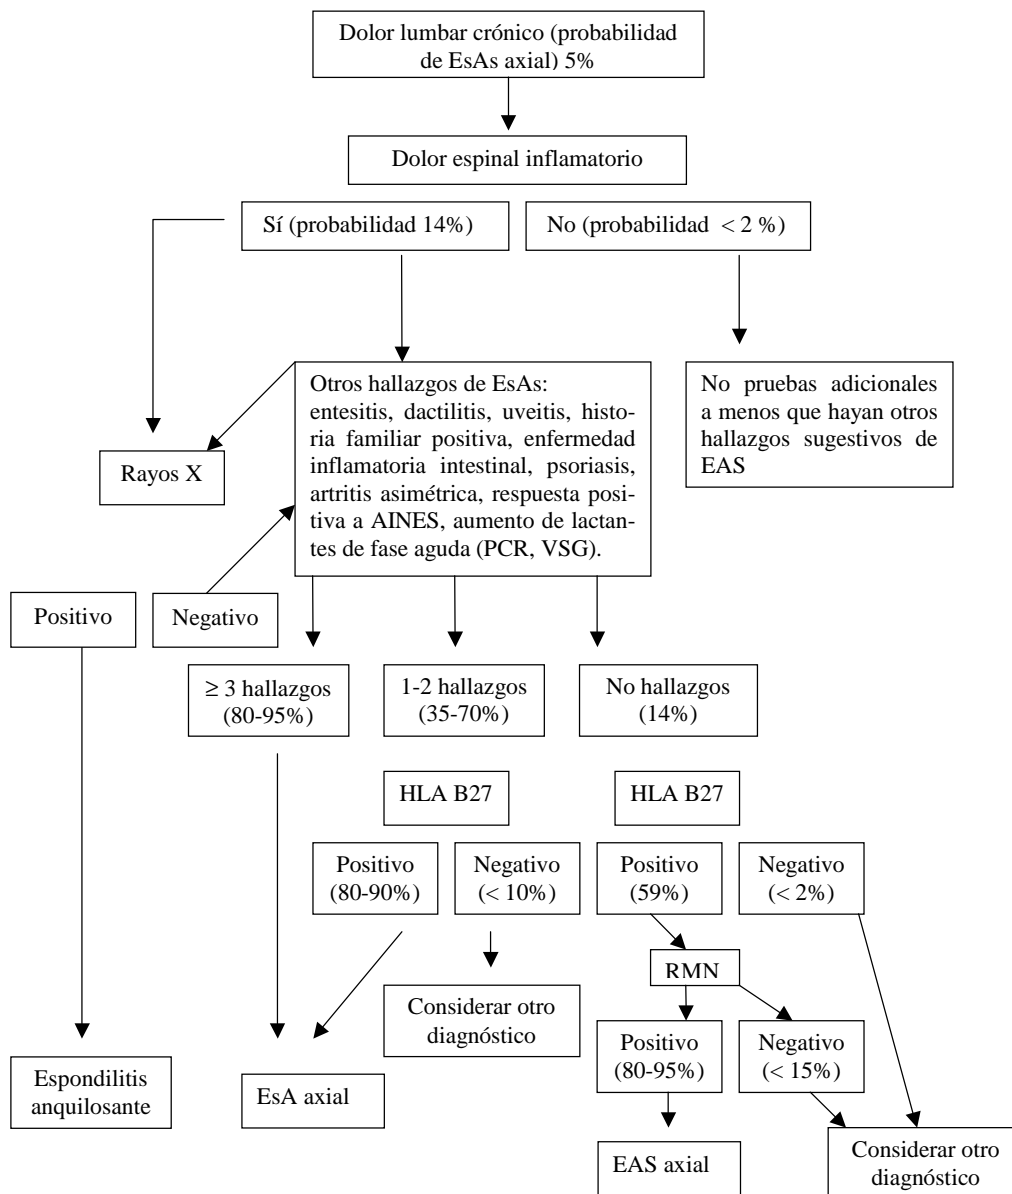 Dolor lumbar crónico (probabilidad
de EsAs axial) 5%
Dolor espinal inflamatorio
Sí (probabilidad 14%)
No (probabilidad < 2 %)
Otros hallazgos de EsAs:
entesitis, dactilitis, uveitis, histo-
ria familiar positiva, enfermedad
inflamatoria intestinal, psoriasis,
artritis asimétrica, respuesta posi-
tiva a AINES, aumento de lactan-
tes de fase aguda (PCR, VSG).
No pruebas adicionales
a menos que hayan otros
hallazgos sugestivos de
EAS
Rayos X
Positivo
Negativo
≥ 3 hallazgos
(80-95%)
1-2 hallazgos
(35-70%)
No hallazgos
(14%)
HLA B27
HLA B27
Positivo
(80-90%)
Negativo
(< 10%)
Positivo
(59%)
Negativo
(< 2%)
RMN
Considerar otro
diagnóstico
Positivo
(80-95%)
Negativo
(< 15%)
Espondilitis
anquilosante
EsA axial
EAS axial
Considerar otro
diagnóstico